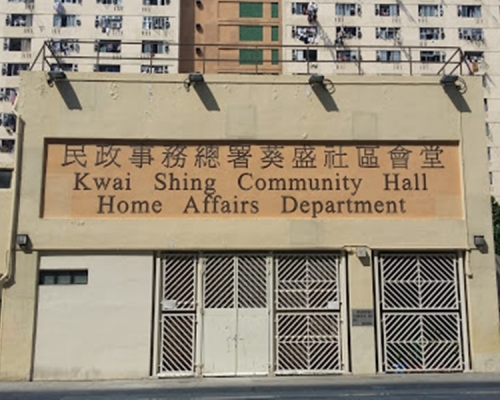 民政事務總署葵盛社區會堂
Kwai Shing Community Hall
Home Affairs Department